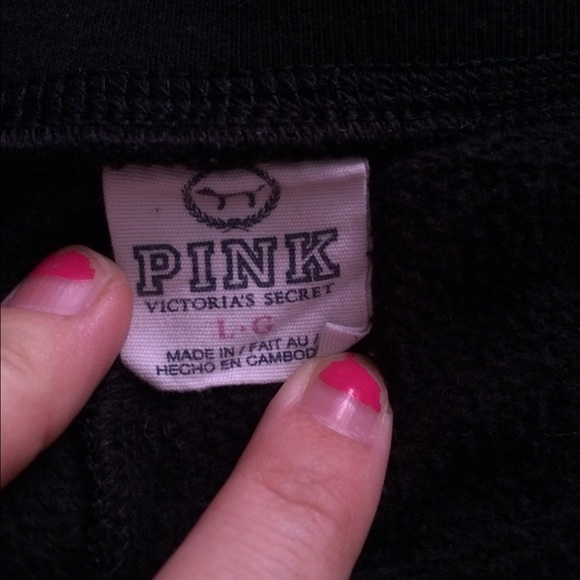 PINK
VICTORIA'S SECRET
L·G
MADE IN / FAIT AU /
HECHO EN CAMBOD